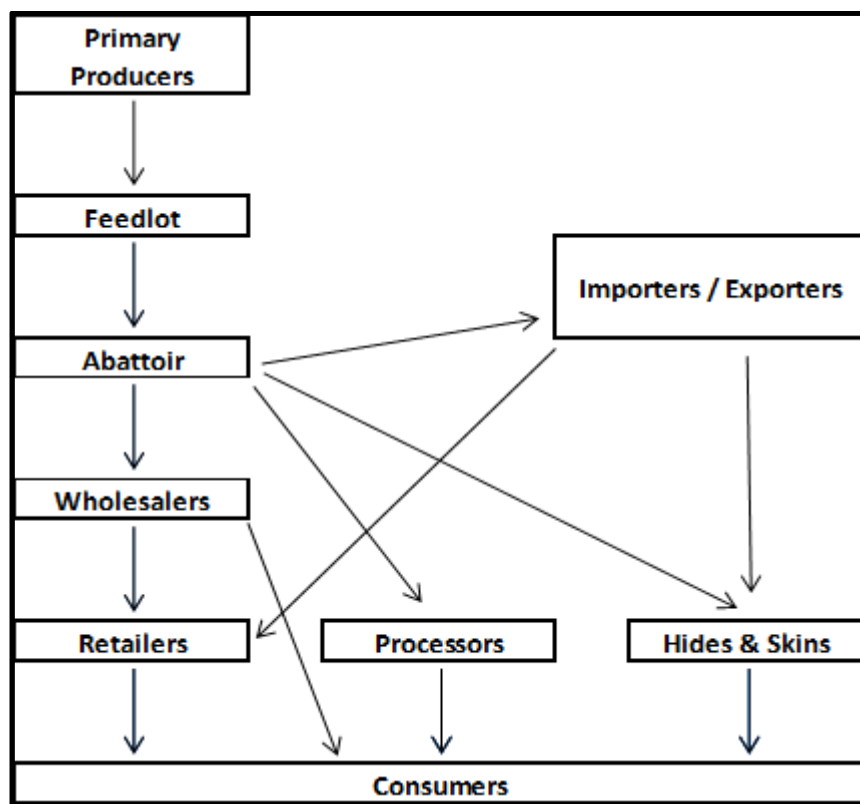 Primary
Producers
Feedlot
Importers / Exporters
Abattoir
Wholesalers
Retailers
Processors
Hides & Skins
Consumers